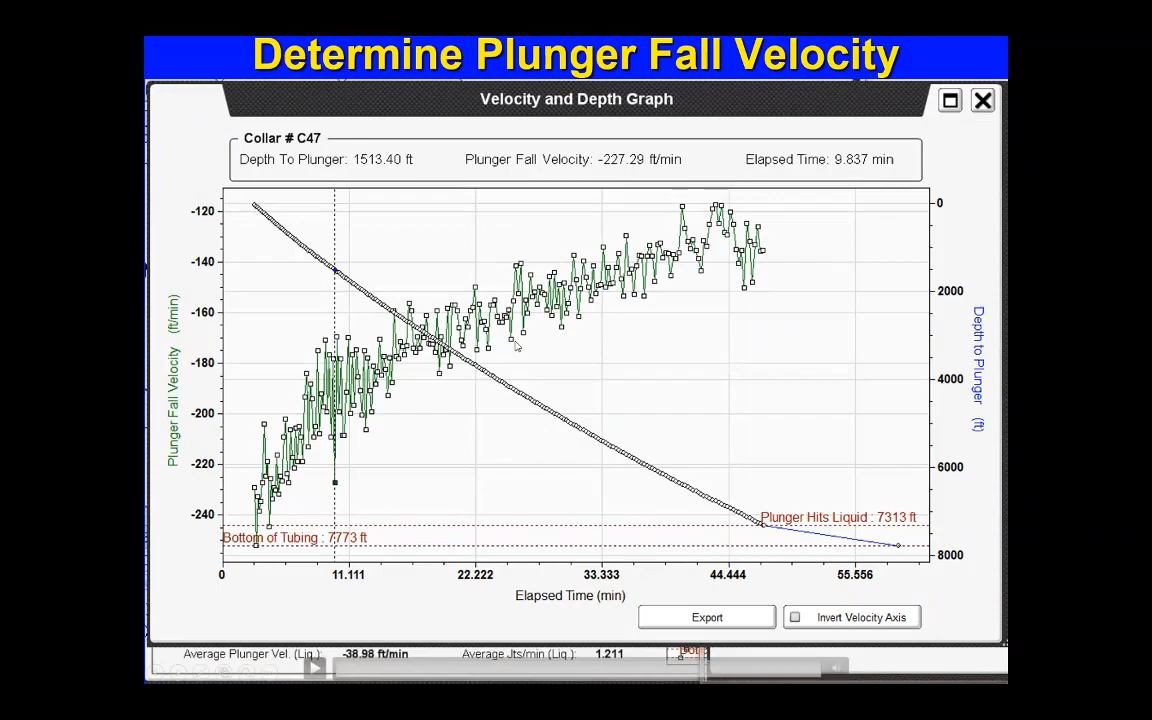 Determine Plunger Fall Velocity
Velocity and Depth Graph
Collar # C47
Depth To Plunger: 1513.40 ft Plunger Fall Velocity: -227.29 ft/min Elapsed Time: 9.837 min
-120
-140
-160
-180
-200
-220
-240
Plunger Fall Velocity (ft/min)
0
2000
4000
6000
8000
Depth to Plunger (ft)
Plunger Hits Liquid : 7313 ft
Bottom of Tubing : 7773 ft
0 11.111 22.222 33.333 44.444 55.556
Elapsed Time (min)
Export Invert Velocity Axis
Average Plunger Vel. (Liq.) -38.98 ft/min Average Jts/min (Liq ): 1.211